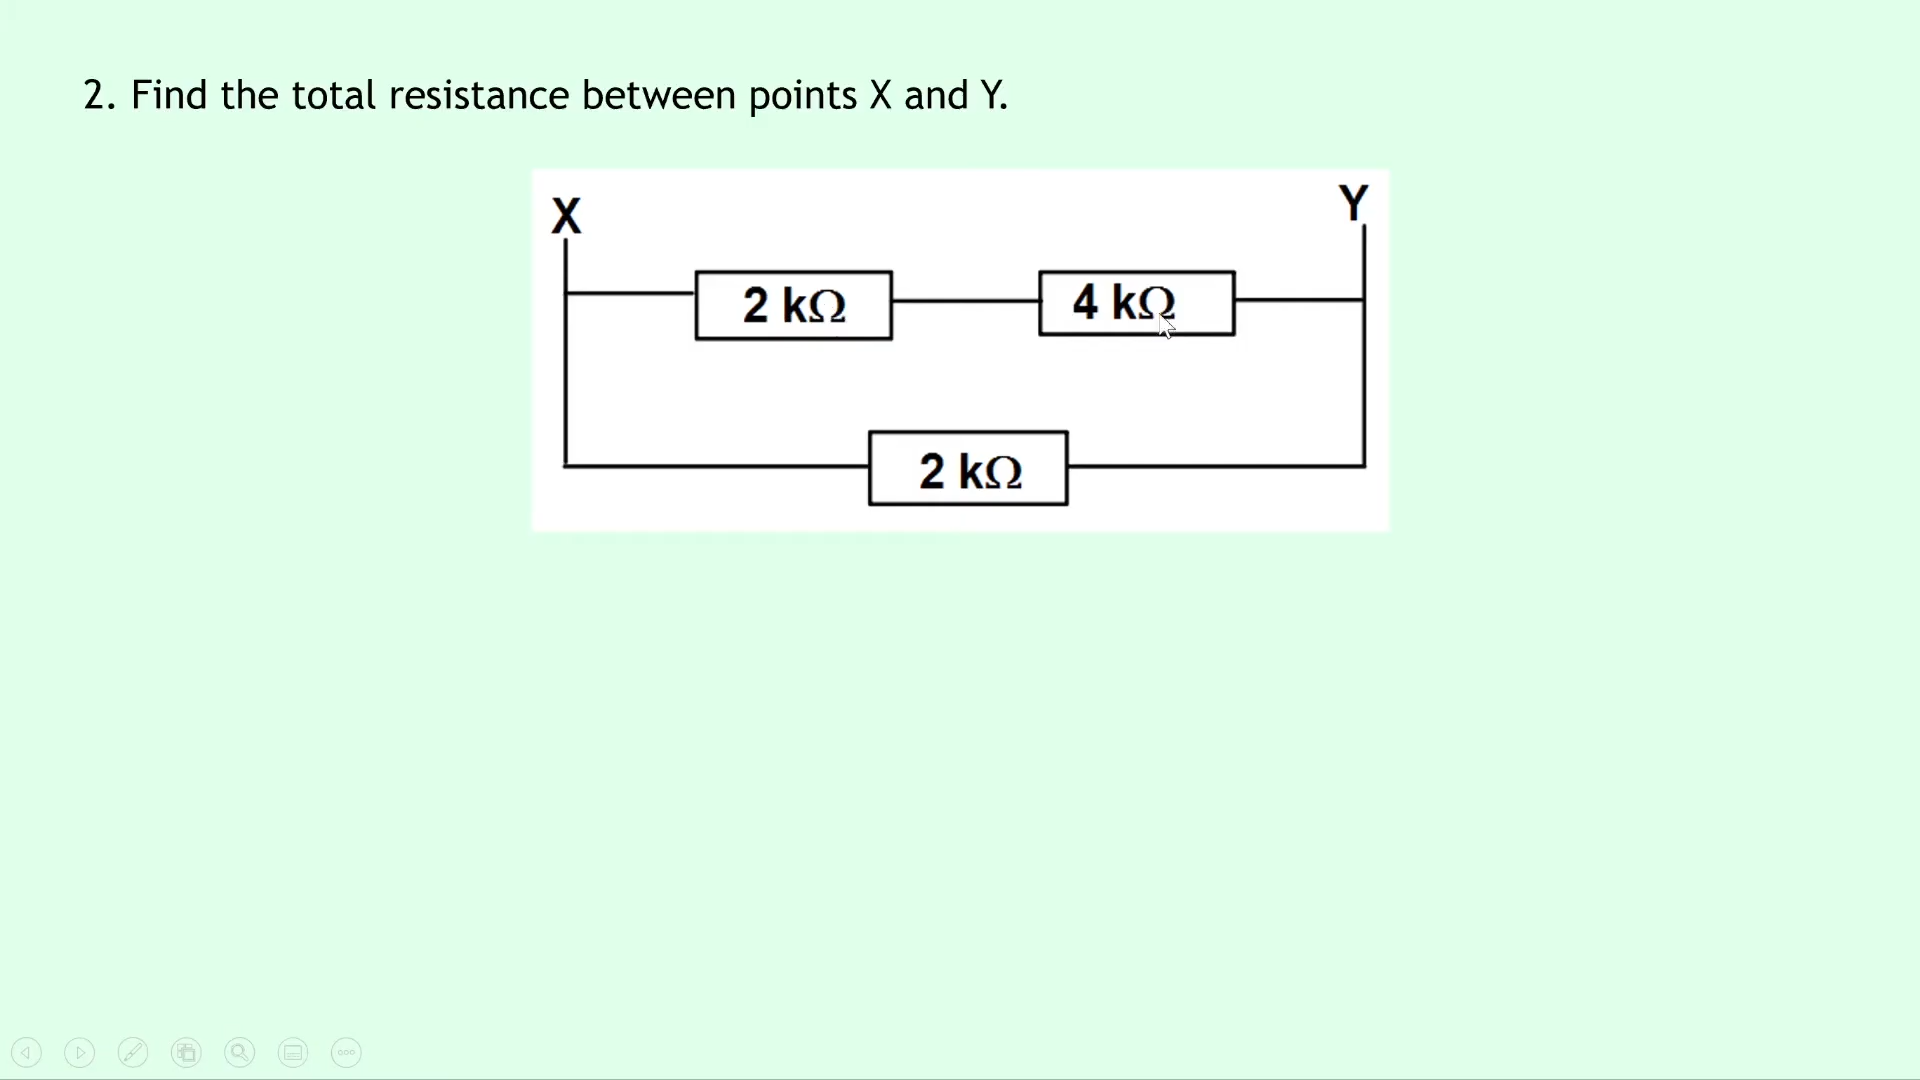 2. Find the total resistance between points X and Y.
X
Y
2 kΩ
4 kΩ
2 kΩ